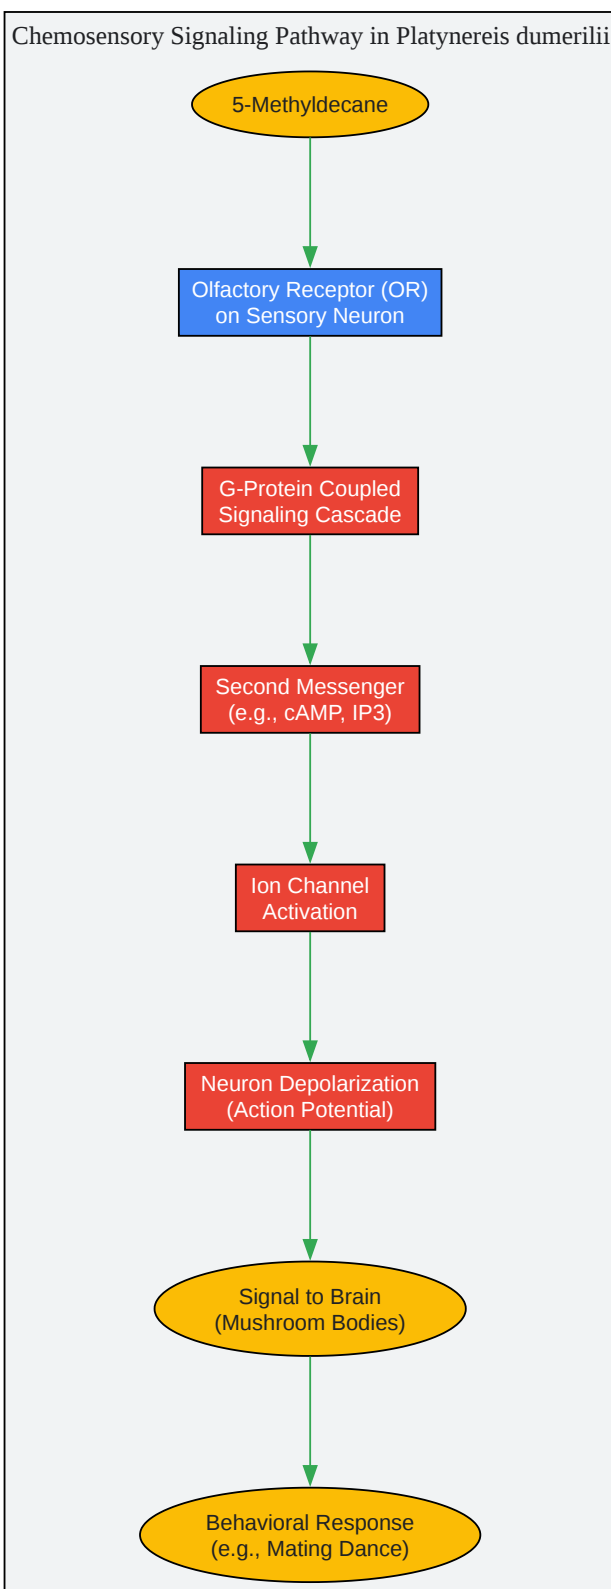 Chemosensory Signaling Pathway in Platynereis dumerilii
5-Methyldecane
Olfactory Receptor (OR)
on Sensory Neuron
G-Protein Coupled
Signaling Cascade
Second Messenger
(e.g., cAMP, IP3)
Ion Channel
Activation
Neuron Depolarization
(Action Potential)
Signal to Brain
(Mushroom Bodies)
Behavioral Response
(e.g., Mating Dance)